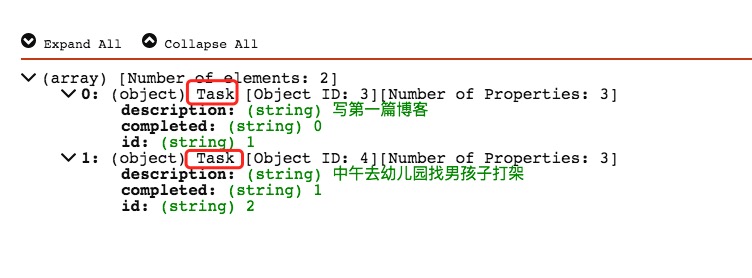 Expand All Collapse All
(array) [Number of elements: 2]
0: (object) Task [Object ID: 3][Number of Properties: 3]
description: (string) 写第一篇博客
completed: (string) 0
id: (string) 1
1: (object) Task [Object ID: 4][Number of Properties: 3]
description: (string) 中午去幼儿园找男孩子打架
completed: (string) 1
id: (string) 2